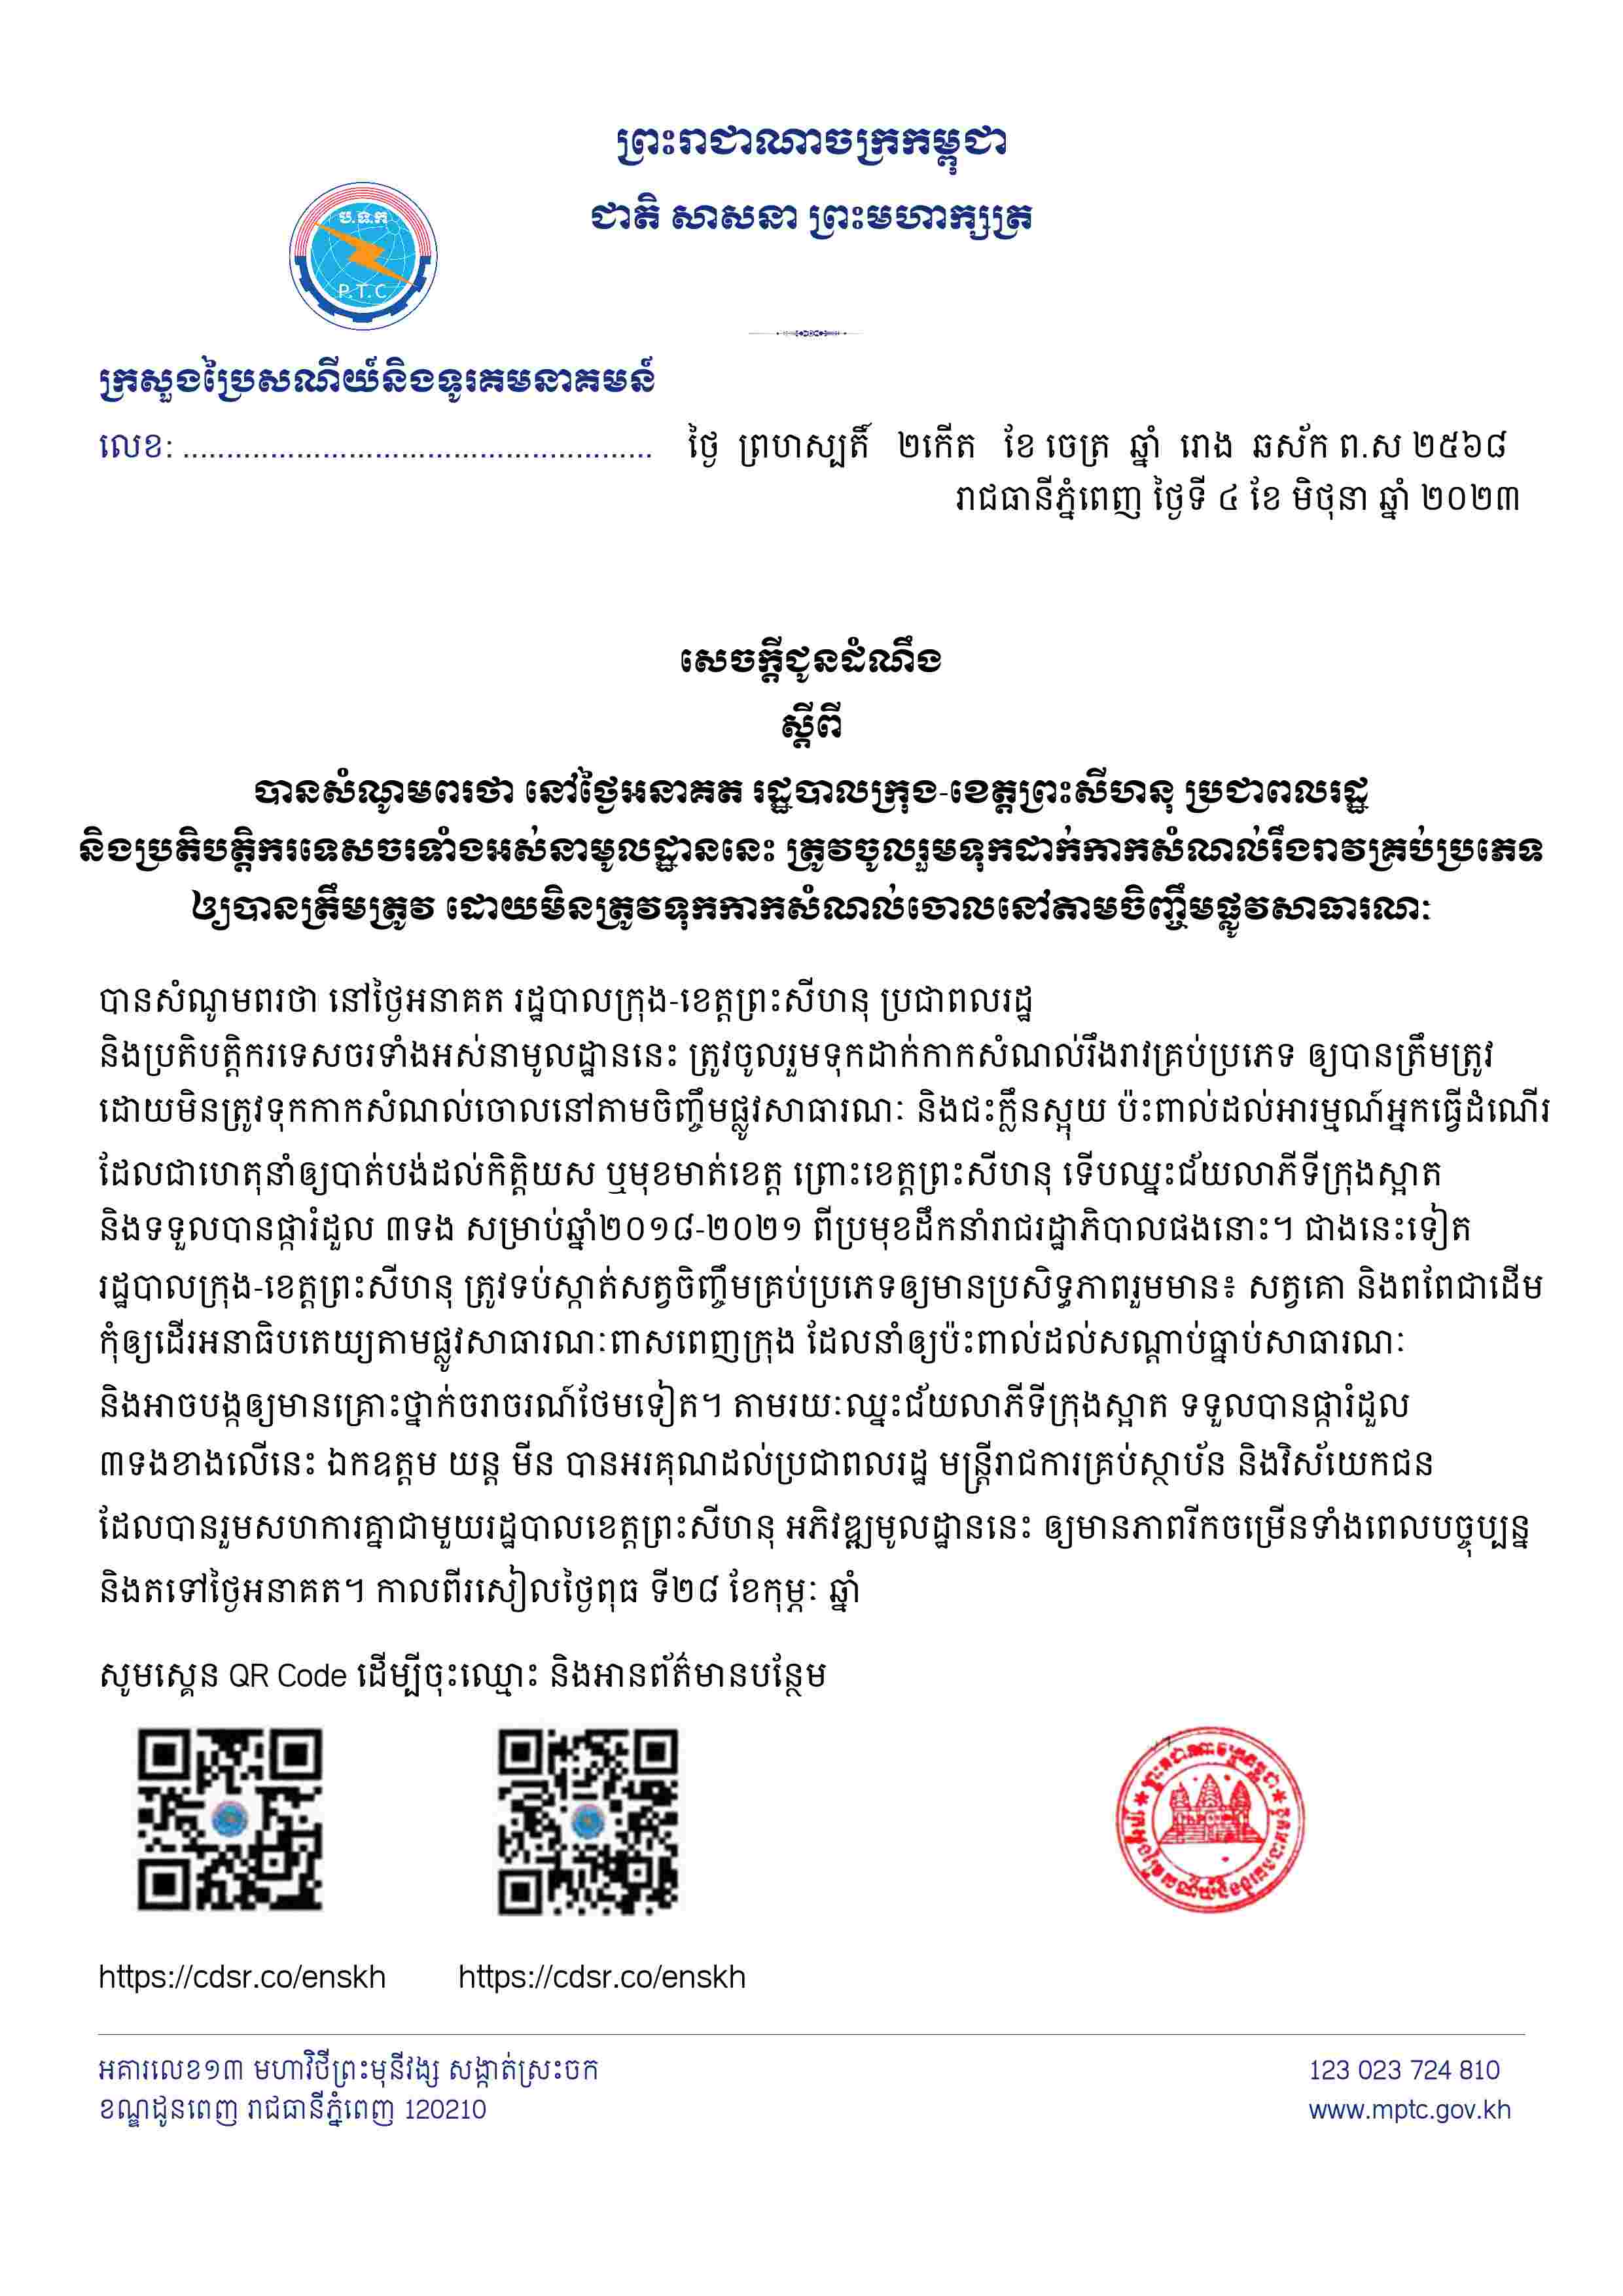 ព្រះរាជាណាចក្រកម្ពុជា
ជាតិ សាសនា ព្រះមហាក្សត្រ
ប.ទ.ក
P.T.C
ក្រសួងប្រៃសណីយ៍និងទូរគមនាគមន៍
លេខ: ......................................................
ថ្ងៃ ព្រហស្បតិ៍ ២កើត ខែ ចេត្រ ឆ្នាំ រោង ឆស័ក ព.ស ២៥៦៨
រាជធានីភ្នំពេញ ថ្ងៃទី ៤ ខែ មិថុនា ឆ្នាំ ២០២៣
សេចក្តីជូនដំណឹង
ស្តីពី
បានសំណូមពរថា នៅថ្ងៃអនាគត រដ្ឋបាលក្រុង-ខេត្តព្រះសីហនុ ប្រជាពលរដ្ឋ
និងប្រតិបត្តិករទេសចរទាំងអស់នាមូលដ្ឋាននេះ ត្រូវចូលរួមទុកដាក់កាកសំណល់រឹងរាវគ្រប់ប្រភេទ
ឲ្យបានត្រឹមត្រូវ ដោយមិនត្រូវទុកកាកសំណល់ចោលនៅតាមចិញ្ចើមផ្លូវសាធារណៈ
បានសំណូមពរថា នៅថ្ងៃអនាគត រដ្ឋបាលក្រុង-ខេត្តព្រះសីហនុ ប្រជាពលរដ្ឋ
និងប្រតិបត្តិករទេសចរទាំងអស់នាមូលដ្ឋាននេះ ត្រូវចូលរួមទុកដាក់កាកសំណល់រឹងរាវគ្រប់ប្រភេទ ឲ្យបានត្រឹមត្រូវ
ដោយមិនត្រូវទុកកាកសំណល់ចោលនៅតាមចិញ្ចើមផ្លូវសាធារណៈ និងជះក្លឹនស្អុយ ប៉ះពាល់ដល់អារម្មណ៍អ្នកធ្វើដំណើរ
ដែលជាហេតុនាំឲ្យបាត់បង់ដល់កិត្តិយស ឬមុខមាត់ខេត្ត ព្រោះខេត្តព្រះសីហនុ ទើបឈ្នះជ័យលាភីទីក្រុងស្អាត
និងទទួលបានផ្ការំដួល ៣ទង សម្រាប់ឆ្នាំ២០១៨-២០២១ ពីប្រមុខដឹកនាំរាជរដ្ឋាភិបាលផងនោះ។ ជាងនេះទៀត
រដ្ឋបាលក្រុង-ខេត្តព្រះសីហនុ ត្រូវទប់ស្កាត់សត្វចិញ្ចឹមគ្រប់ប្រភេទឲ្យមានប្រសិទ្ធភាពរួមមាន៖ សត្វគោ និងពពែជាដើម
កុំឲ្យដើរអនាធិបតេយ្យតាមផ្លូវសាធារណៈពាសពេញក្រុង ដែលនាំឲ្យប៉ះពាល់ដល់សណ្តាប់ធ្នាប់សាធារណៈ
និងអាចបង្កឲ្យមានគ្រោះថ្នាក់ចរាចរណ៍ថែមទៀត។ តាមរយៈឈ្នះជ័យលាភីទីក្រុងស្អាត ទទួលបានផ្ការំដួល
៣ទងខាងលើនេះ ឯកឧត្តម យន្ត មីន បានអរគុណដល់ប្រជាពលរដ្ឋ មន្ត្រីរាជការគ្រប់ស្ថាប័ន និងវិស័យឯកជន
ដែលបានរួមសហការគ្នាជាមួយរដ្ឋបាលខេត្តព្រះសីហនុ អភិវឌ្ឍមូលដ្ឋាននេះ ឲ្យមានភាពរីកចម្រើនទាំងពេលបច្ចុប្បន្ន
និងតទៅថ្ងៃអនាគត។ កាលពីរសៀលថ្ងៃពុធ ទី២៨ ខែកុម្ភៈ ឆ្នាំ
សូមស្គេន QR Code ដើម្បីចុះឈ្មោះ និងអានព័ត៌មានបន្ថែម
ព្រះរាជាណាចក្រកម្ពុជា
ក្រសួងប្រៃសណីយ៍និងទូរគមនាគមន៍
https://cdsr.co/enskh https://cdsr.co/enskh
អគារលេខ១៣ មហាវិថីព្រះមុនីវង្ស សង្កាត់ស្រះចក
ខណ្ឌដូនពេញ រាជធានីភ្នំពេញ 120210
123 023 724 810
www.mptc.gov.kh